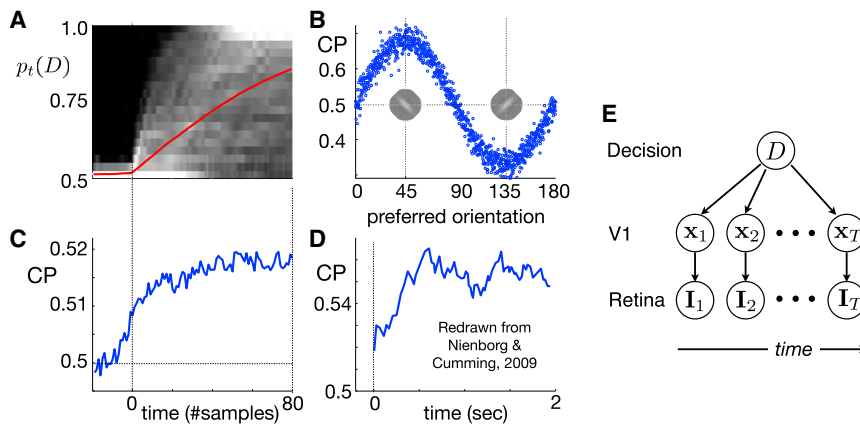 A
1.0
p_t(D)
0.75
0.5
B
CP
0.6
0.5
0.4
0
45
90
135
180
preferred orientation
C
0.52
CP
0.51
0.5
0
80
time (#samples)
D
CP
0.54
0.5
Redrawn from
Nienborg &
Cumming, 2009
0
2
time (sec)
E
Decision
D
V1
x_1
x_2
• • •
x_T
Retina
I_1
I_2
• • •
I_T
time